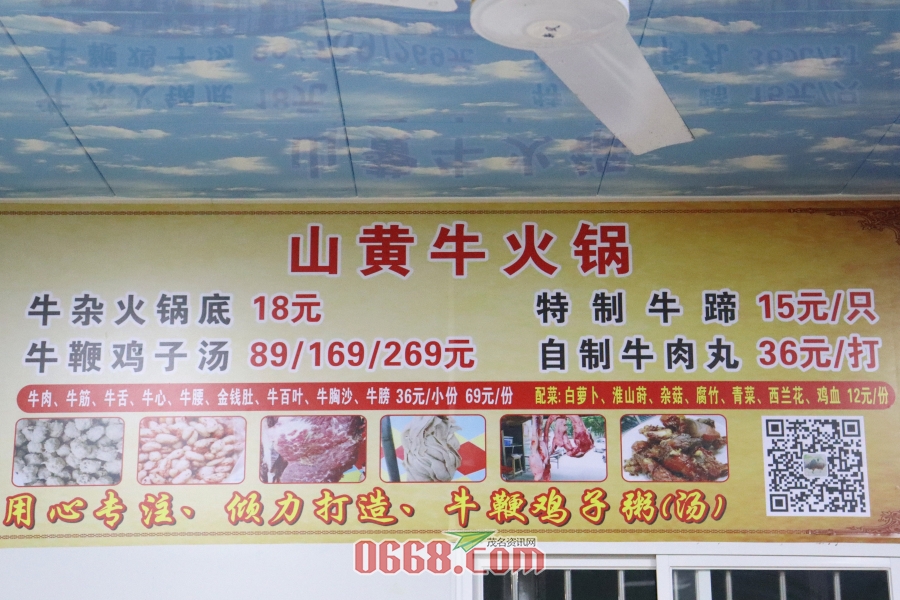 山黄牛火锅
牛杂火锅底 18元
特制牛蹄 15元/只
牛鞭鸡子汤 89/169/269元
自制牛肉丸 36元/打
牛肉、牛筋、牛舌、牛心、牛腰、金钱肚、牛百叶、牛胸沙、牛膀 36元/小份 69元/份
配菜:白萝卜、淮山莳、杂菇、腐竹、青菜、西兰花、鸡血 12元/份
用心专注、倾力打造、牛鞭鸡子粥(汤)
茂名资讯网
0668.com